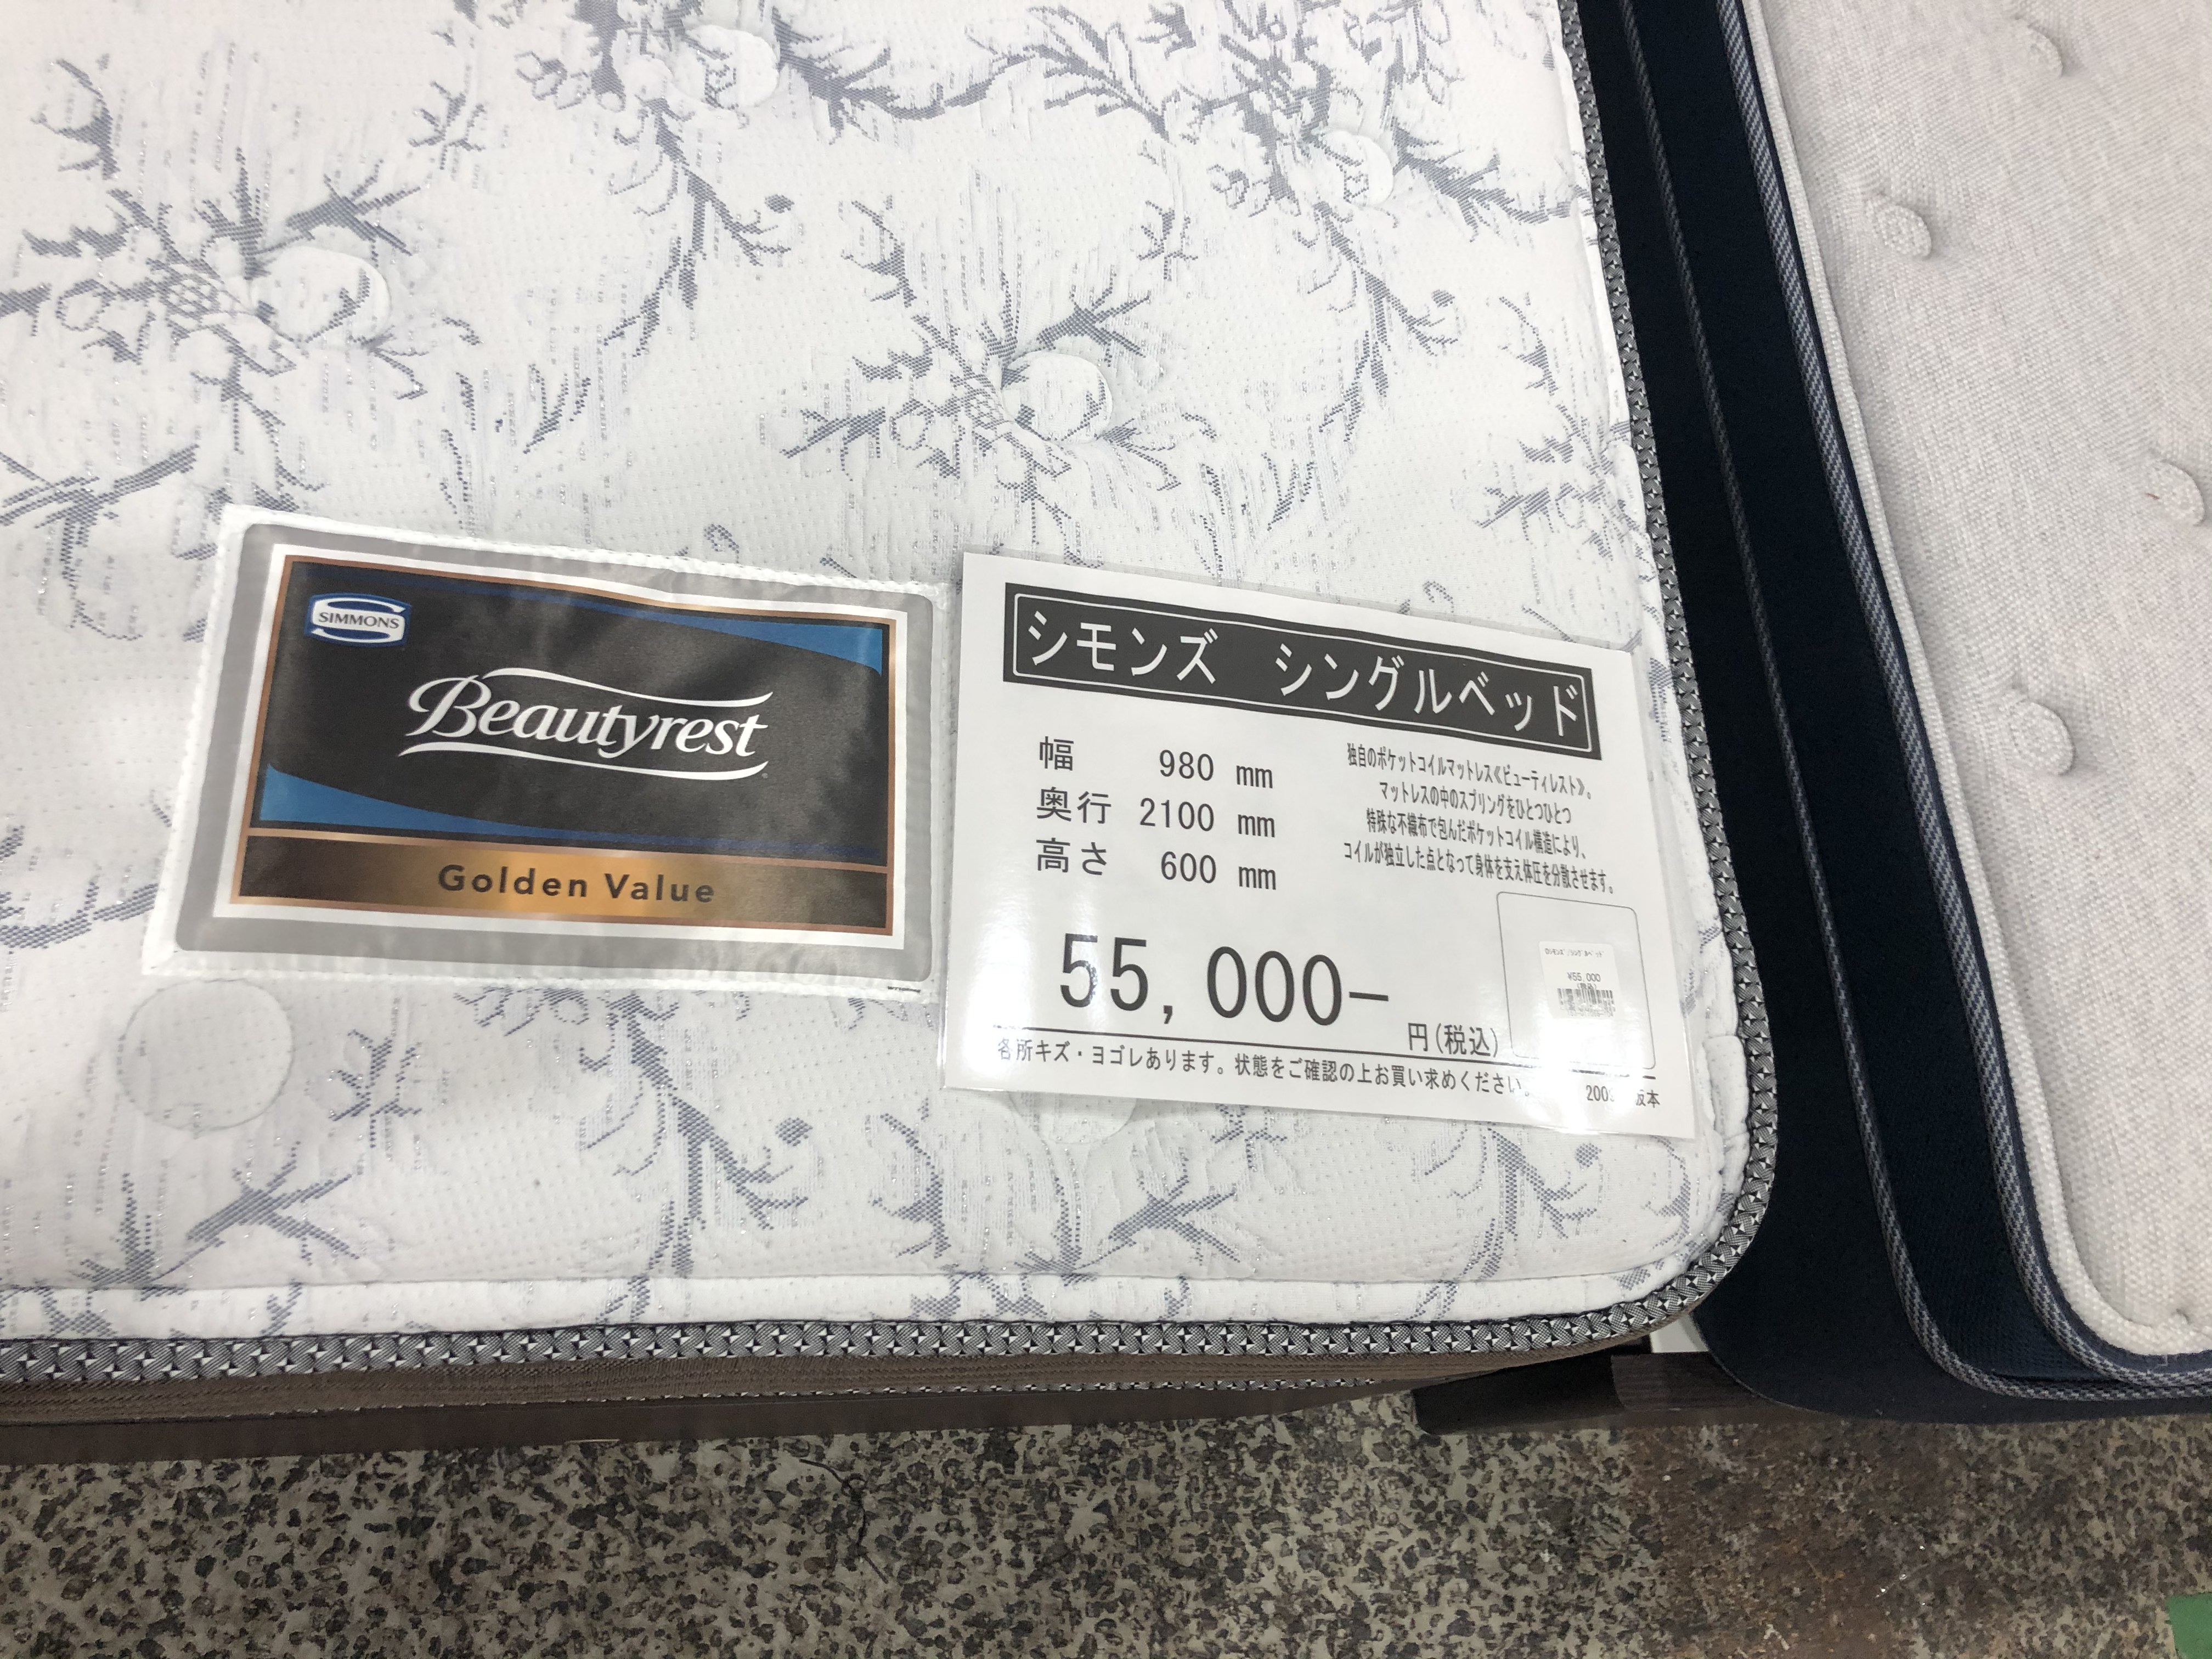 SIMMONS
Beautyrest
Golden Value
シモンズ シングルベッド
幅 980 mm
奥行 2100 mm
高さ 600 mm
独自のポケットコイルマットレス≪ビューティレスト≫。
マットレスの中のスプリングをひとつひとつ
特殊な不織布で包んだポケットコイル構造により、
コイルが独立した点となって身体を支え体圧を分散させます。
¥55,000
55,000−
円(税込)
各所キズ・ヨゴレあります。状態をご確認の上お買い求めください。